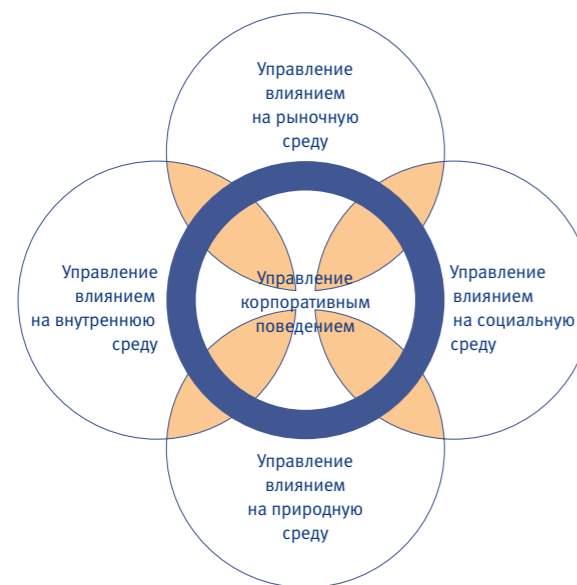 Управление
влиянием
на рыночную
среду
Управление
влиянием
на внутреннюю
среду
Управление
корпоративным
поведением
Управление
влиянием
на социальную
среду
Управление
влиянием
на природную
среду